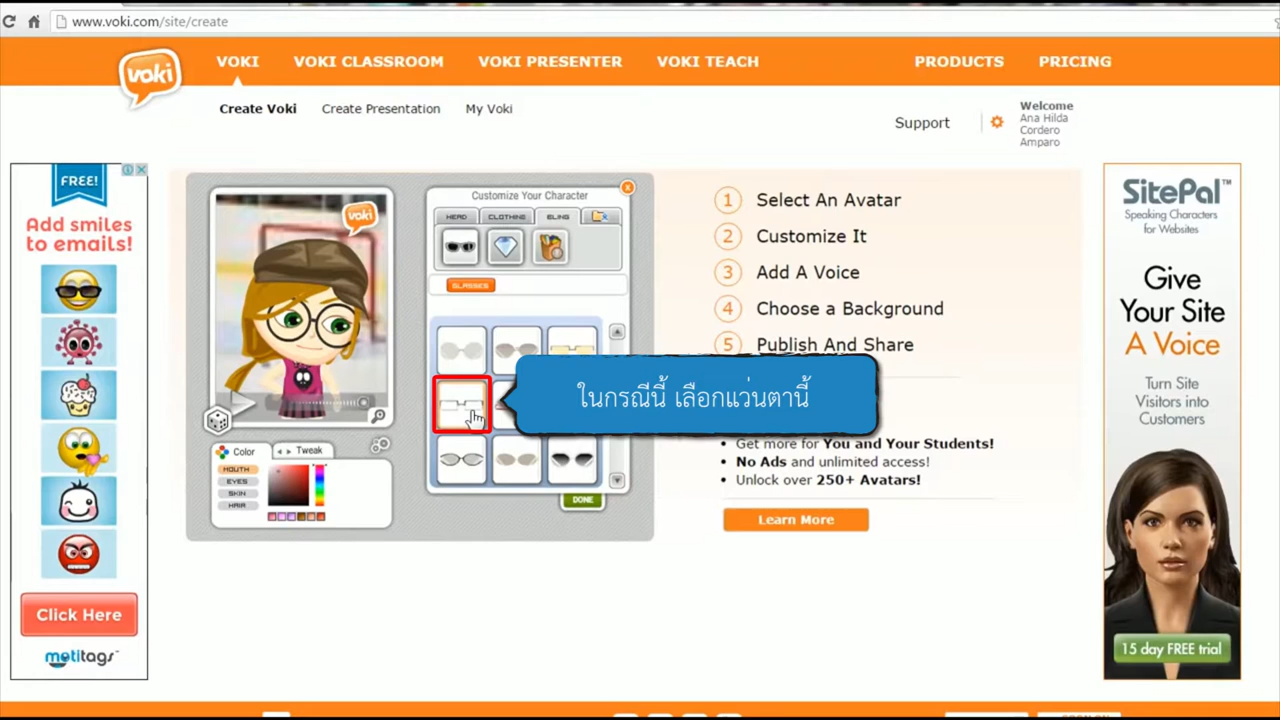 www.voki.com/site/create
voki
VOKI
VOKI CLASSROOM
VOKI PRESENTER
VOKI TEACH
PRODUCTS
PRICING
Create Voki
Create Presentation
My Voki
Support
Welcome
Ana Hilda
Cordero
Amparo
FREE!
Add smiles
to emails!
Click Here
motitags™
voki
Color
Tweak
MOUTH
EYES
SKIN
HAIR
Customize Your Character
HEAD
CLOTHING
BLING
GLASSES
DONE
1 Select An Avatar
2 Customize It
3 Add A Voice
4 Choose a Background
5 Publish And Share
ในกรณีนี้ เลือกแว่นตานี้
• Get more for You and Your Students!
• No Ads and unlimited access!
• Unlock over 250+ Avatars!
Learn More
SitePal™
Speaking Characters
for Websites
Give
Your Site
A Voice
Turn Site
Visitors into
Customers
15 day FREE trial